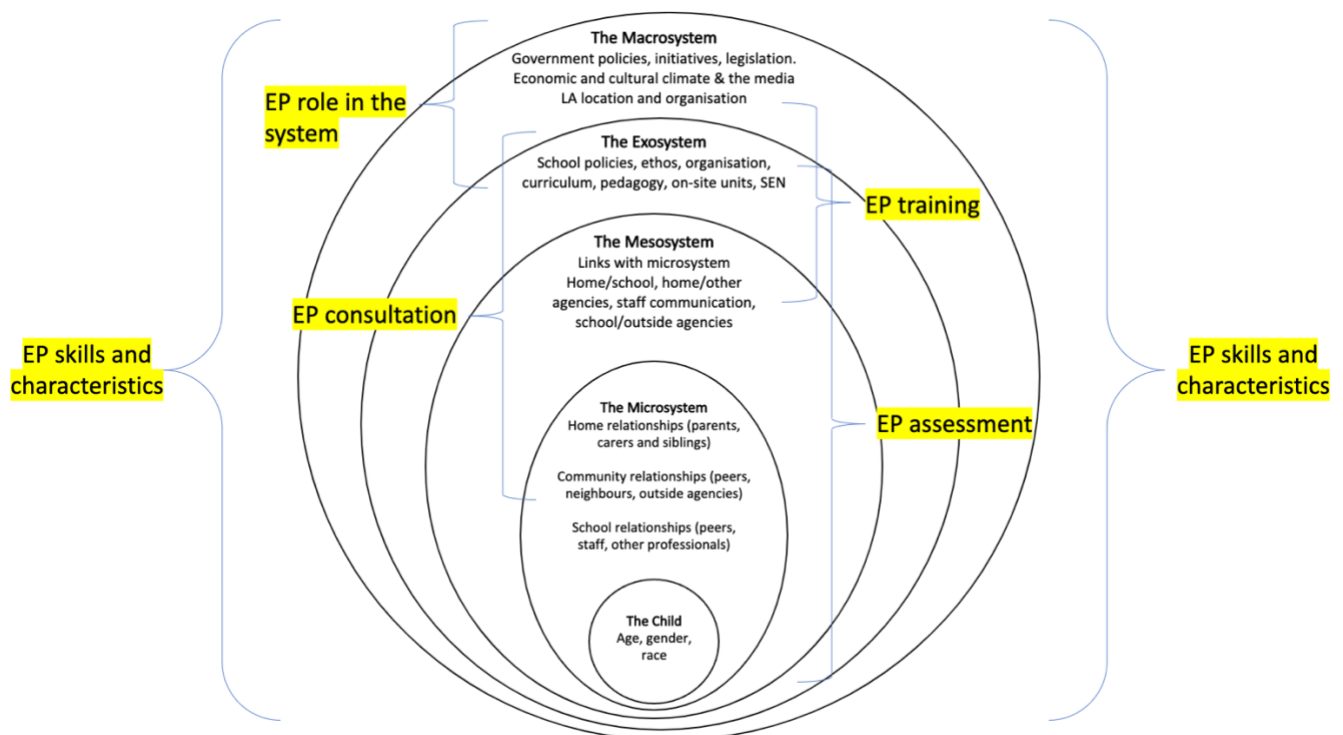 The Macrosystem
Government policies, initiatives, legislation.
Economic and cultural climate & the media
LA location and organisation
EP role in the
system
The Exosystem
School policies, ethos, organisation,
curriculum, pedagogy, on-site units, SEN
EP training
The Mesosystem
Links with microsystem
Home/school, home/other
agencies, staff communication,
school/outside agencies
EP consultation
EP skills and
characteristics
EP skills and
characteristics
The Microsystem
Home relationships (parents,
carers and siblings)
EP assessment
Community relationships (peers,
neighbours, outside agencies)
School relationships (peers,
staff, other professionals)
The Child
Age, gender,
race